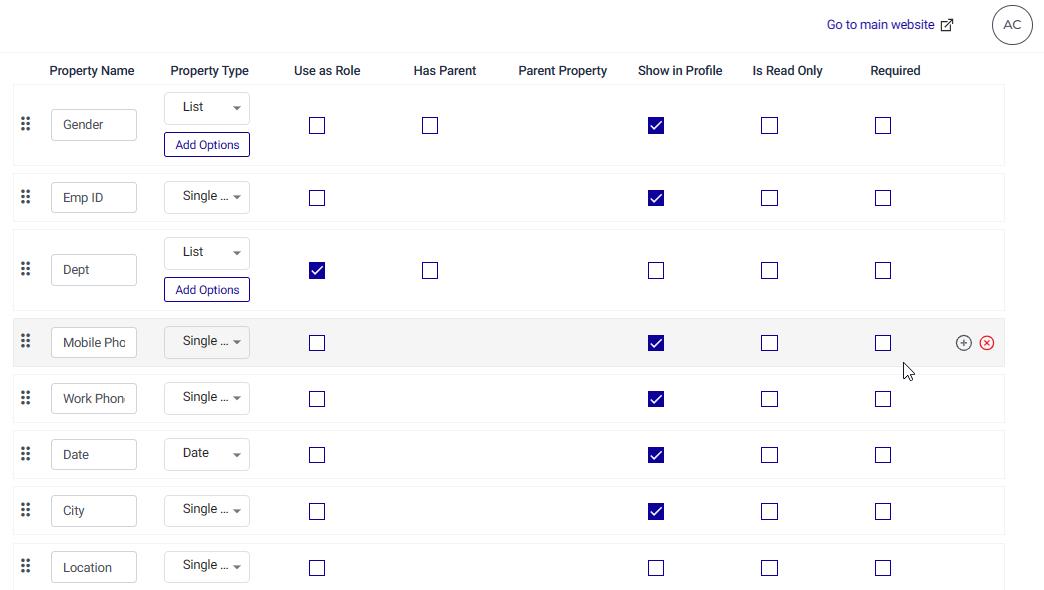 Go to main website
AC
Property Name Property Type Use as Role Has Parent Parent Property Show in Profile Is Read Only Required
Gender List
Add Options
Emp ID Single ...
Dept List
Add Options
Mobile Pho Single ...
Work Phon Single ...
Date Date
City Single ...
Location Single ...